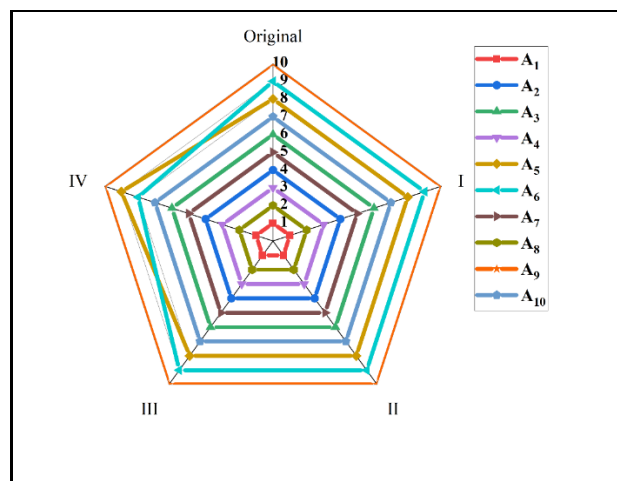 Original
10
9
8
7
6
5
4
3
2
1
IV
I
III
II
A₁
A₂
A₃
A₄
A₅
A₆
A₇
A₈
A₉
A₁₀